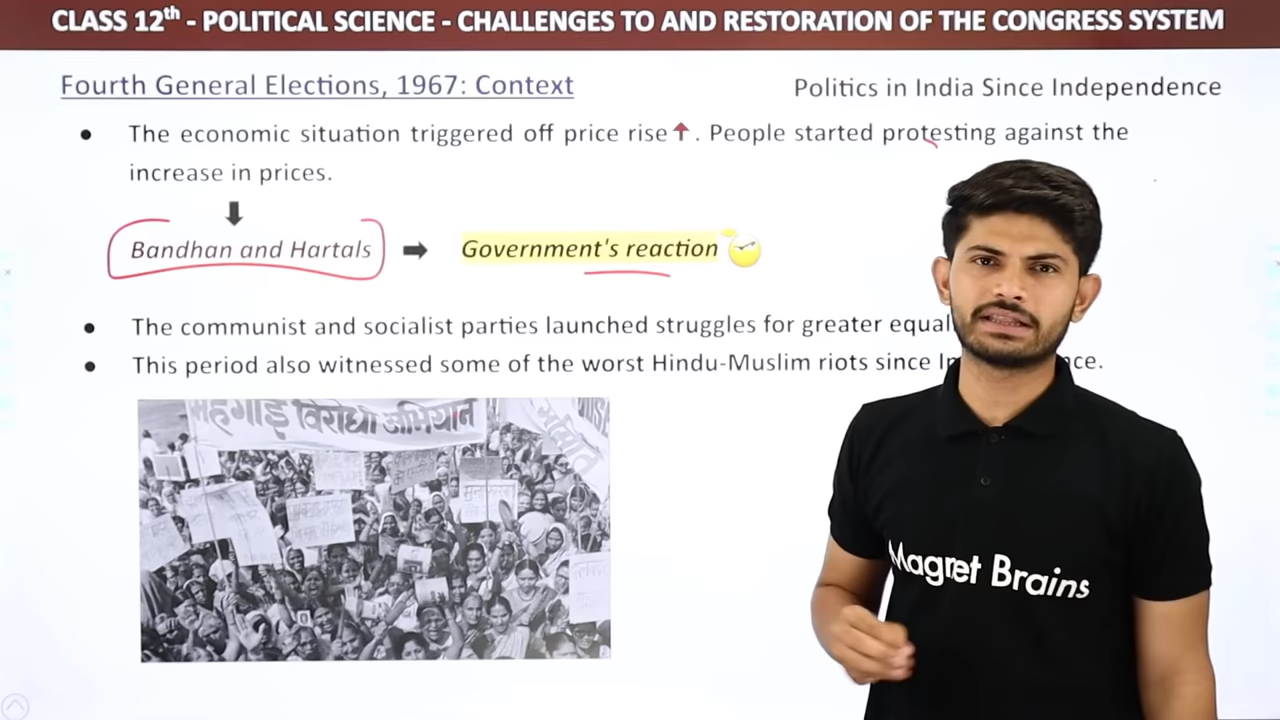 CLASS 12th - POLITICAL SCIENCE - CHALLENGES TO AND RESTORATION OF THE CONGRESS SYSTEM
Fourth General Elections, 1967: Context
Politics in India Since Independence
The economic situation triggered off price rise. People started protesting against the
increase in prices.
Bandhan and Hartals
Government's reaction
The communist and socialist parties launched struggles for greater
This period also witnessed some of the worst Hindu-Muslim riots since
विरोधी अभियान
Magnet Brains